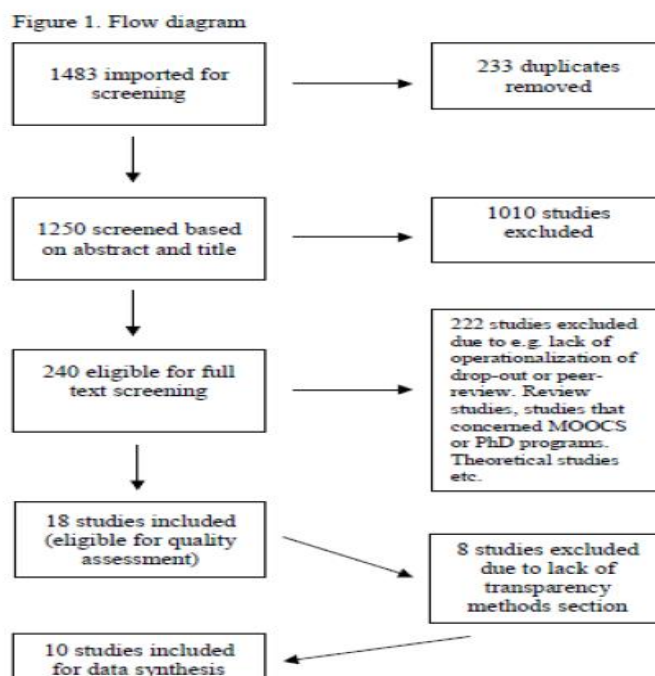 Figure 1. Flow diagram
1483 imported for
screening
233 duplicates
removed
1250 screened based
on abstract and title
1010 studies
excluded
240 eligible for full
text screening
222 studies excluded
due to e.g. lack of
operationalization of
drop-out or peer-
review. Review
studies, studies that
concerned MOOCS
or PhD programs.
Theoretical studies
etc.
18 studies included
(eligible for quality
assessment)
8 studies excluded
due to lack of
transparency
methods section
10 studies included
for data synthesis